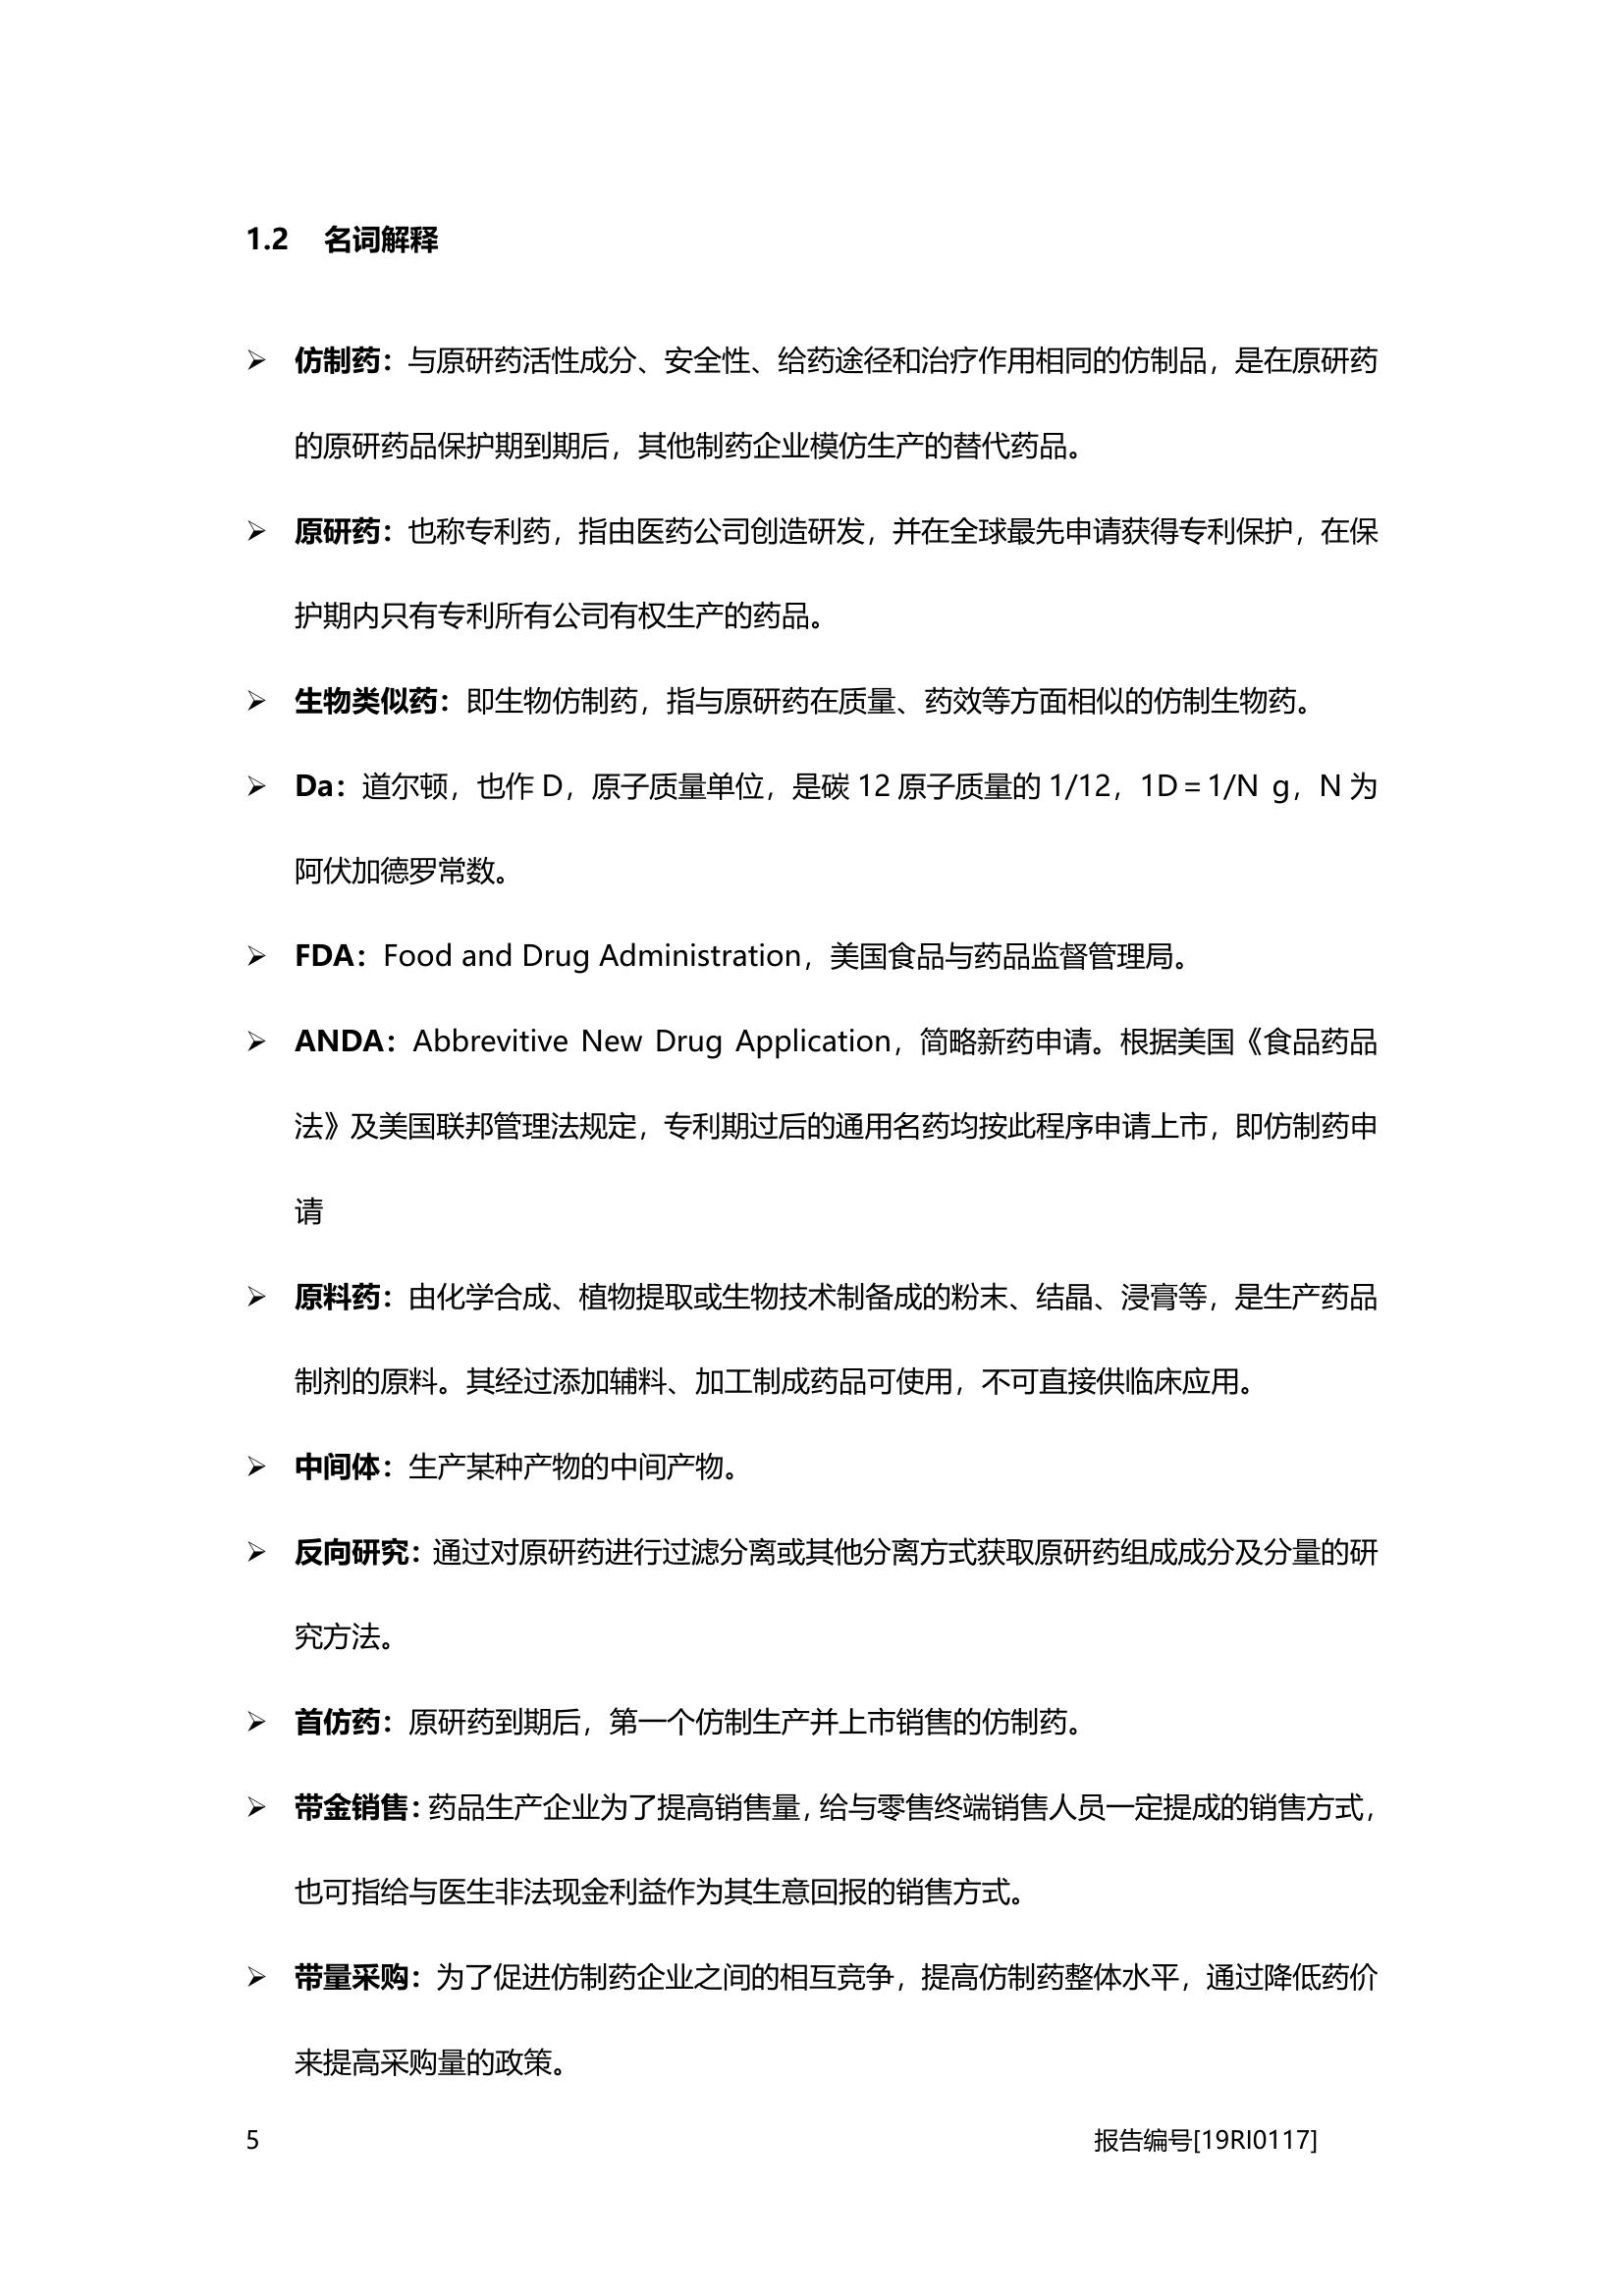 1.2 名词解释
➢ 仿制药：与原研药活性成分、安全性、给药途径和治疗作用相同的仿制品，是在原研药
的原研药品保护期到期后，其他制药企业模仿生产的替代药品。
➢ 原研药：也称专利药，指由医药公司创造研发，并在全球最先申请获得专利保护，在保
护期内只有专利所有公司有权生产的药品。
➢ 生物类似药：即生物仿制药，指与原研药在质量、药效等方面相似的仿制生物药。
➢ Da：道尔顿，也作 D，原子质量单位，是碳 12 原子质量的 1/12，1D＝1/N g，N 为
阿伏加德罗常数。
➢ FDA：Food and Drug Administration，美国食品与药品监督管理局。
➢ ANDA：Abbrevitive New Drug Application，简略新药申请。根据美国《食品药品
法》及美国联邦管理法规定，专利期过后的通用名药均按此程序申请上市，即仿制药申
请
➢ 原料药：由化学合成、植物提取或生物技术制备成的粉末、结晶、浸膏等，是生产药品
制剂的原料。其经过添加辅料、加工制成药品可使用，不可直接供临床应用。
➢ 中间体：生产某种产物的中间产物。
➢ 反向研究：通过对原研药进行过滤分离或其他分离方式获取原研药组成成分及分量的研
究方法。
➢ 首仿药：原研药到期后，第一个仿制生产并上市销售的仿制药。
➢ 带金销售：药品生产企业为了提高销售量，给与零售终端销售人员一定提成的销售方式，
也可指给与医生非法现金利益作为其生意回报的销售方式。
➢ 带量采购：为了促进仿制药企业之间的相互竞争，提高仿制药整体水平，通过降低药价
来提高采购量的政策。
5 报告编号[19RI0117]